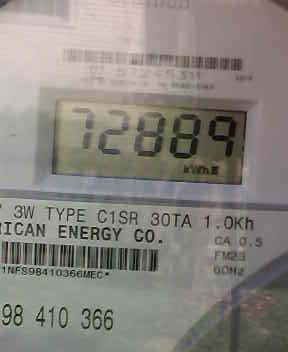 72889
kWh
3W TYPE C1SR 30TA 1.0Kh
RICAN ENERGY CO.
CA 0.5
FM2S
60Hz
1NFS98410366MEC*
98 410 366